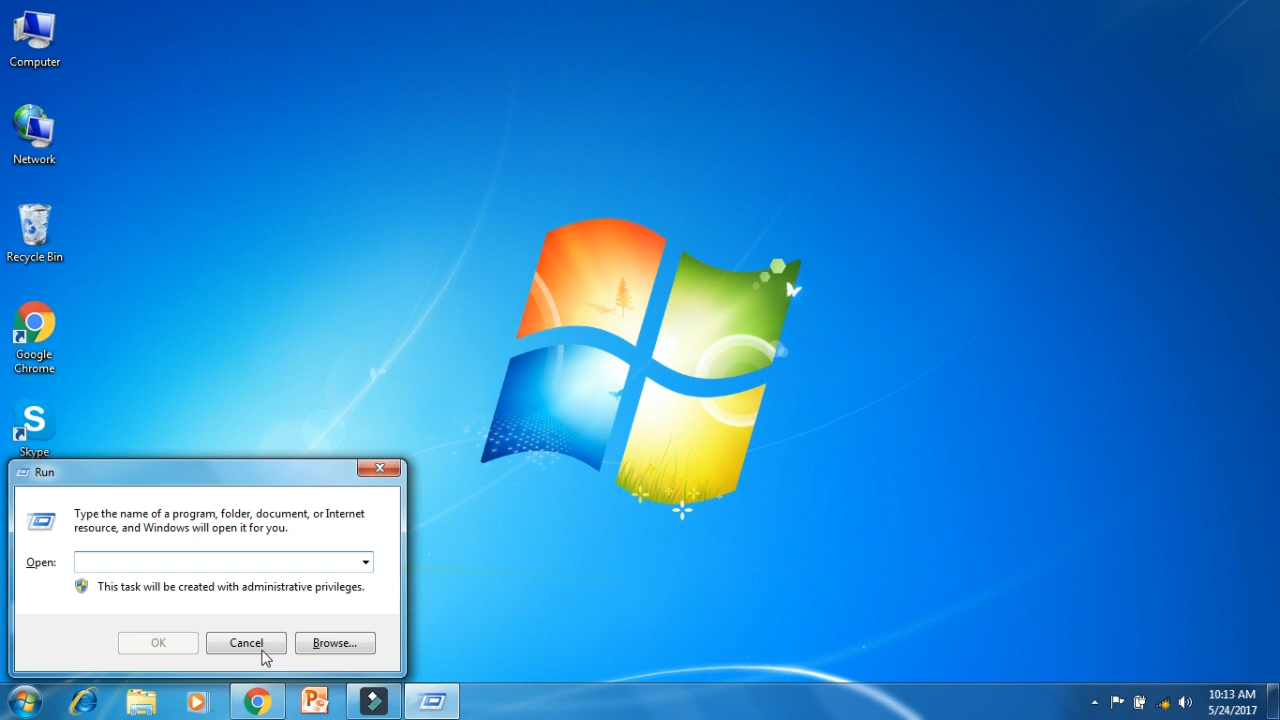 Computer
Network
Recycle Bin
Google
Chrome
S
Skype
Run
Type the name of a program, folder, document, or Internet
resource, and Windows will open it for you.
Open:
This task will be created with administrative privileges.
OK
Cancel
Browse...
10:13 AM
5/24/2017